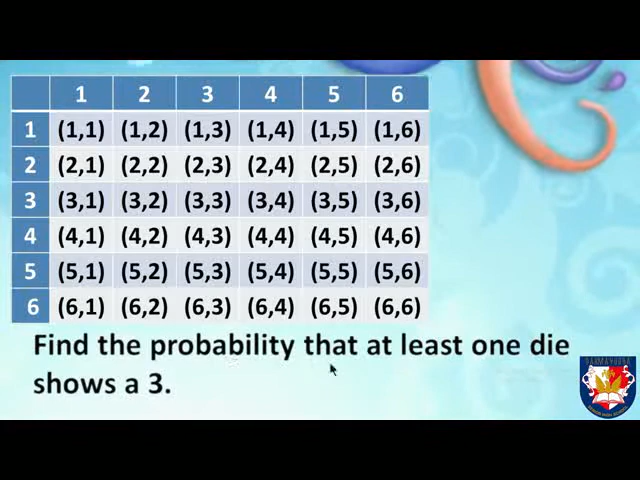 1 2 3 4 5 6
1 (1,1) (1,2) (1,3) (1,4) (1,5) (1,6)
2 (2,1) (2,2) (2,3) (2,4) (2,5) (2,6)
3 (3,1) (3,2) (3,3) (3,4) (3,5) (3,6)
4 (4,1) (4,2) (4,3) (4,4) (4,5) (4,6)
5 (5,1) (5,2) (5,3) (5,4) (5,5) (5,6)
6 (6,1) (6,2) (6,3) (6,4) (6,5) (6,6)
Find the probability that at least one die
shows a 3.